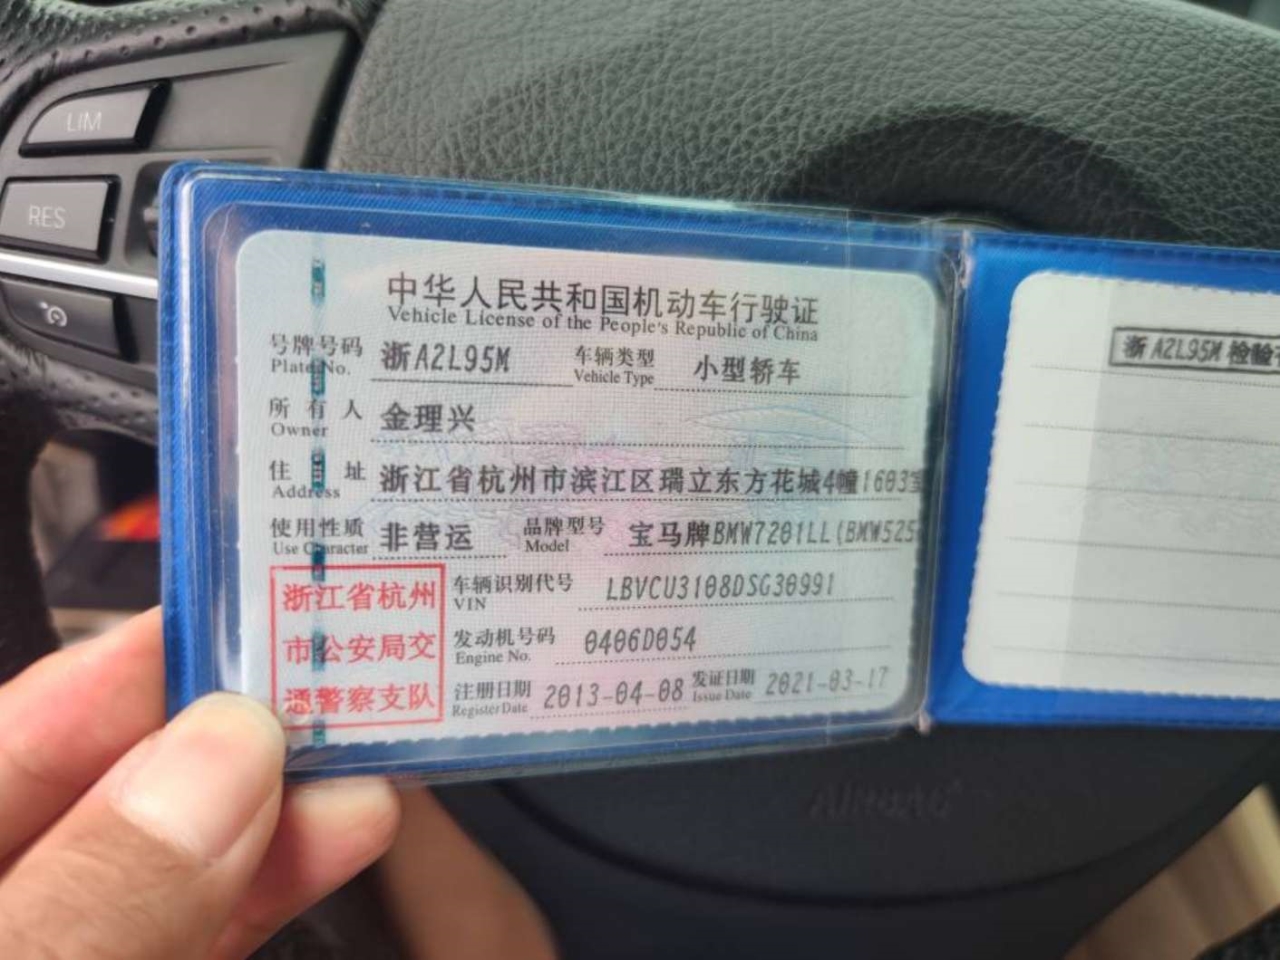 LIM
RES
中华人民共和国机动车行驶证
Vehicle License of the People's Republic of China
号牌号码 浙A2L95M 车辆类型 小型轿车
Plate No. Vehicle Type
所有人 金理兴
Owner
住址 浙江省杭州市滨江区瑞立东方花城4幢1603室
Address
使用性质 非营运 品牌型号 宝马牌BMW7201LL(BMW525
Use Character Model
浙江省杭州
市公安局交
通警察支队
车辆识别代号 LBVCU3108DSG30991
VIN
发动机号码 0406D054
Engine No.
注册日期 2013-04-08 发证日期 2021-03-17
Register Date Issue Date
浙A2L95M 检验